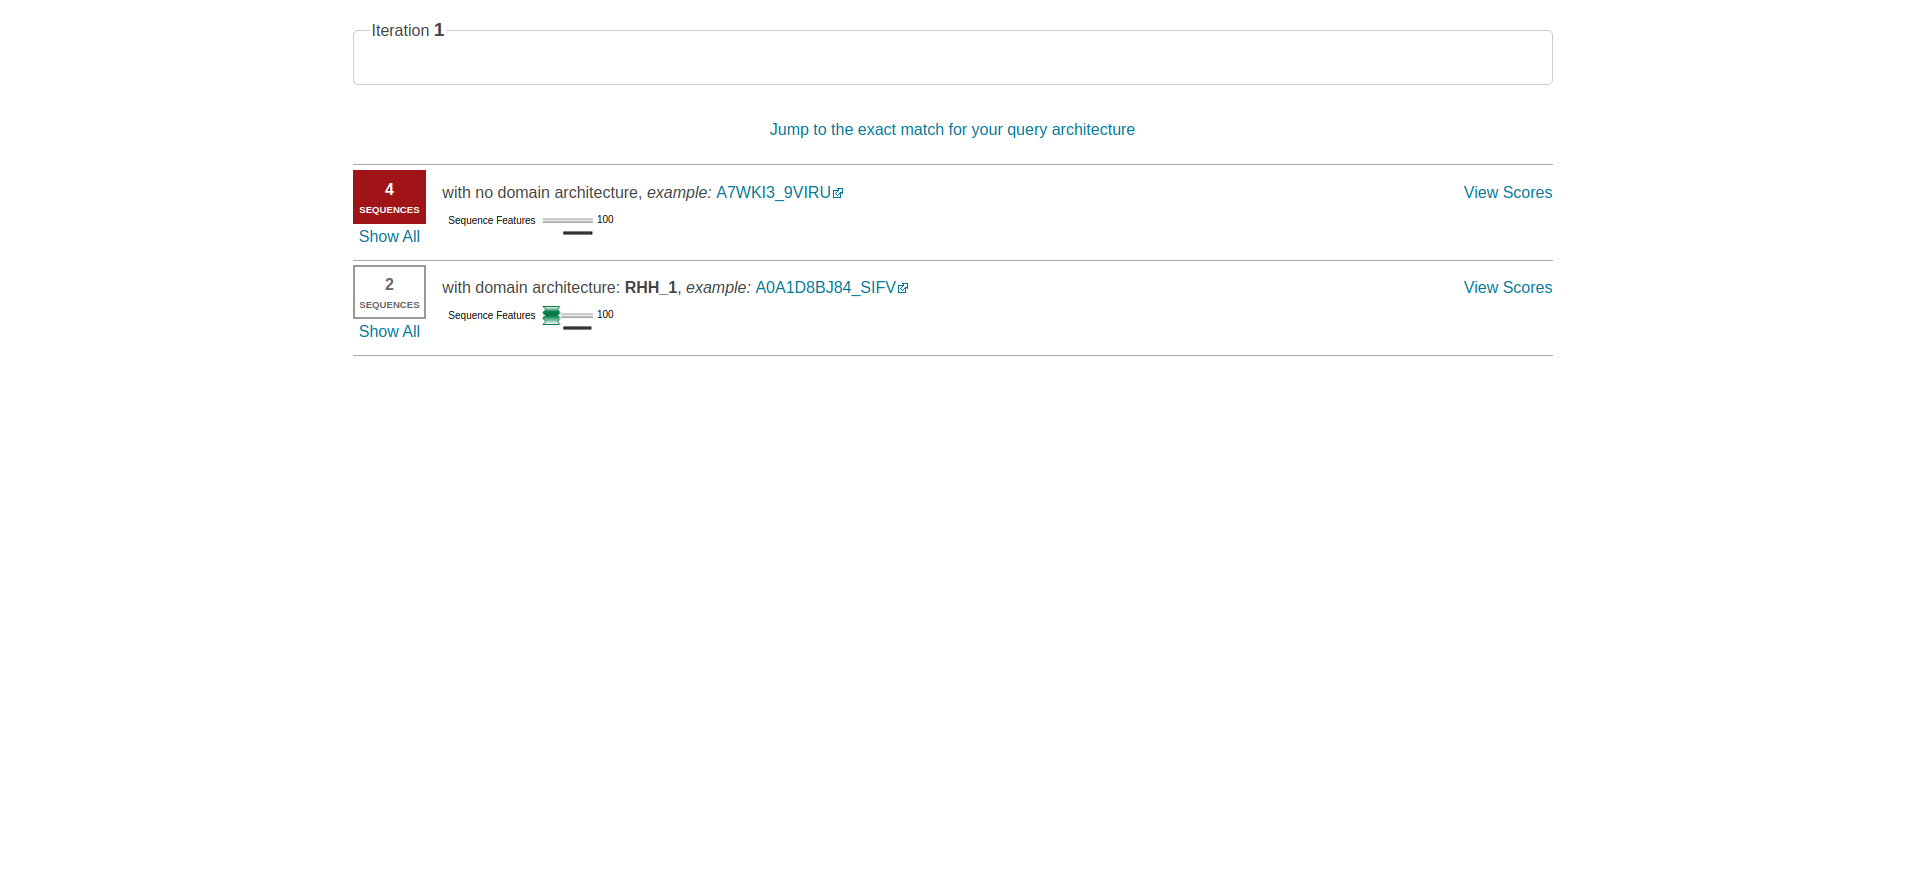 Iteration 1
Jump to the exact match for your query architecture
4
SEQUENCES
Show All
with no domain architecture, example: A7WKI3_9VIRU
View Scores
Sequence Features 100
2
SEQUENCES
Show All
with domain architecture: RHH_1, example: A0A1D8BJ84_SIFV
View Scores
Sequence Features 100